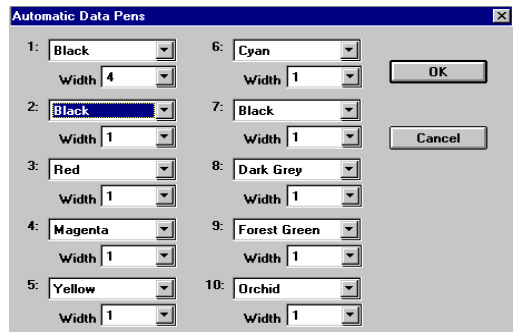 Automatic Data Pens
1: Black
Width 4
2: Black
Width 1
3: Red
Width 1
4: Magenta
Width 1
5: Yellow
Width 1
6: Cyan
Width 1
7: Black
Width 1
8: Dark Grey
Width 1
9: Forest Green
Width 1
10: Orchid
Width 1
OK
Cancel